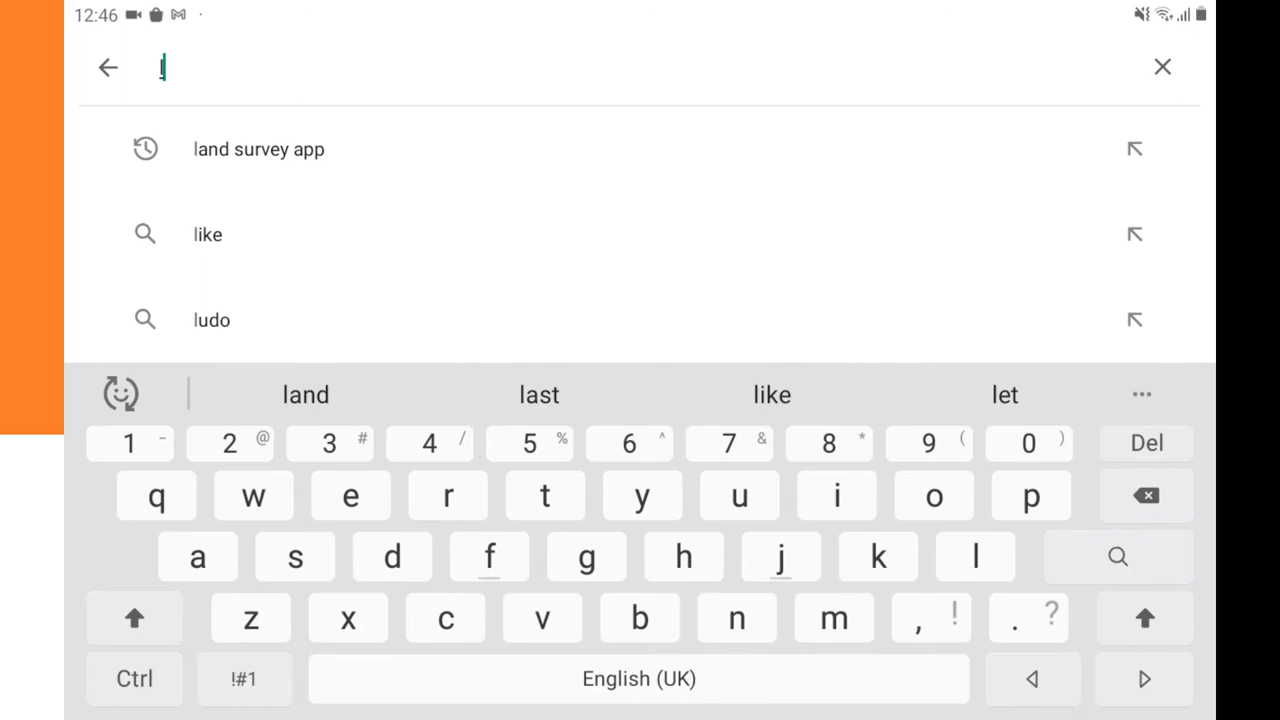 12:46
l
land survey app
like
ludo
land last like let ...
1 - 2 @ 3 # 4 / 5 % 6 ^ 7 & 8 * 9 ( 0 ) Del
q w e r t y u i o p
a s d f g h j k l
z x c v b n m , ! . ?
Ctrl !#1 English (UK)